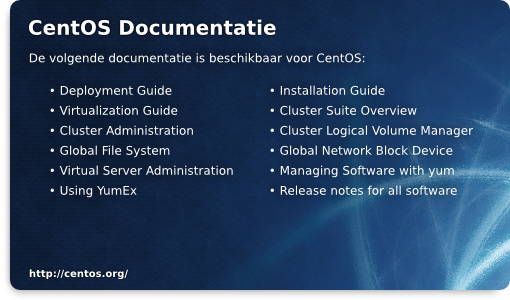 CentOS Documentatie
De volgende documentatie is beschikbaar voor CentOS:
• Deployment Guide
• Virtualization Guide
• Cluster Administration
• Global File System
• Virtual Server Administration
• Using YumEx
• Installation Guide
• Cluster Suite Overview
• Cluster Logical Volume Manager
• Global Network Block Device
• Managing Software with yum
• Release notes for all software
http://centos.org/